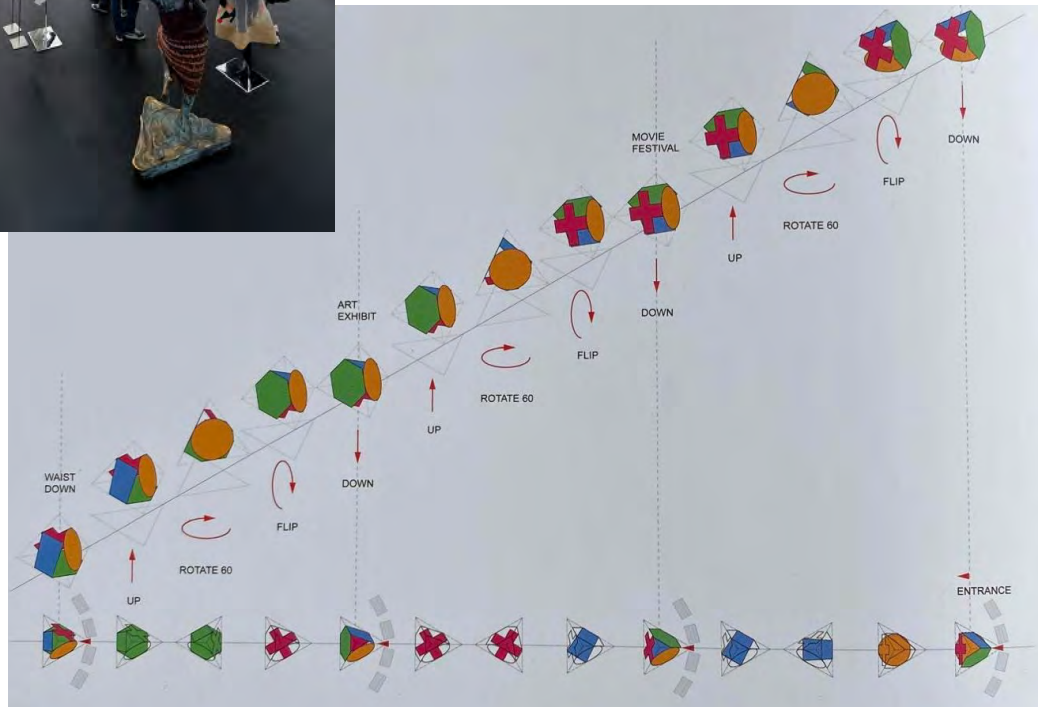 WAIST
DOWN
UP
ROTATE 60
FLIP
DOWN
ART
EXHIBIT
UP
ROTATE 60
FLIP
DOWN
MOVIE
FESTIVAL
UP
ROTATE 60
FLIP
DOWN
ENTRANCE